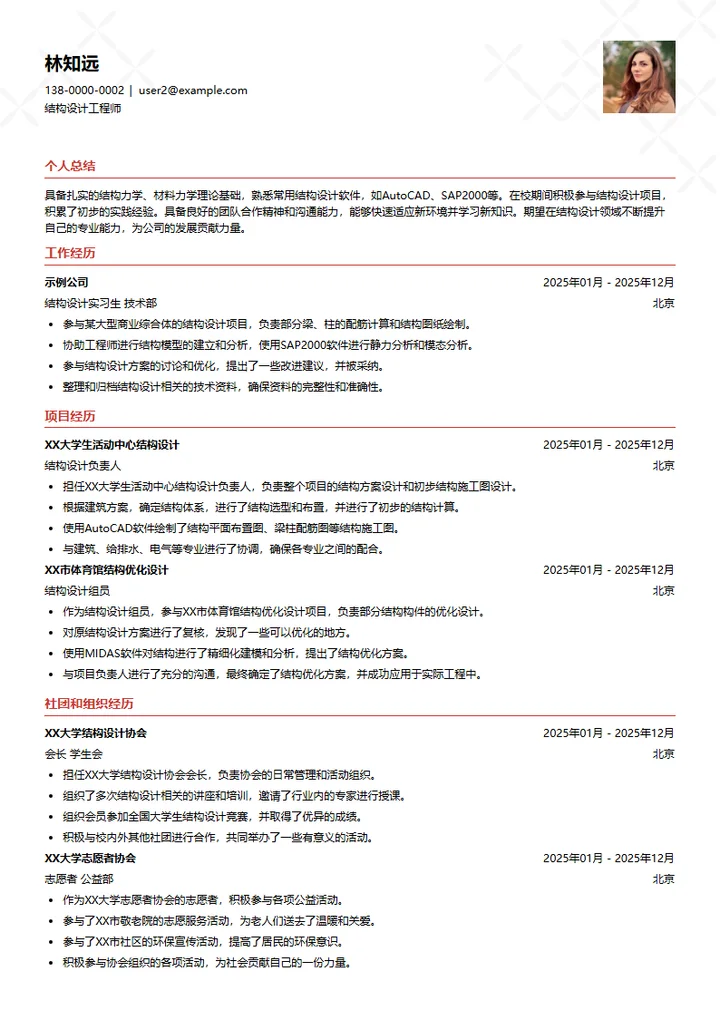 林知远
138-0000-0002 | user2@example.com
结构设计工程师
个人总结
具备扎实的结构力学、材料力学理论基础，熟悉常用结构设计软件，如AutoCAD、SAP2000等。在校期间积极参与结构设计项目，
积累了初步的实践经验。具备良好的团队合作精神和沟通能力，能够快速适应新环境并学习新知识。期望在结构设计领域不断提升
自己的专业能力，为公司的发展贡献力量。
工作经历
示例公司 2025年01月 - 2025年12月
结构设计实习生 技术部 北京
• 参与某大型商业综合体的结构设计项目，负责部分梁、柱的配筋计算和结构图纸绘制。
• 协助工程师进行结构模型的建立和分析，使用SAP2000软件进行静力分析和模态分析。
• 参与结构设计方案的讨论和优化，提出了一些改进建议，并被采纳。
• 整理和归档结构设计相关的技术资料，确保资料的完整性和准确性。
项目经历
XX大学生活动中心结构设计 2025年01月 - 2025年12月
结构设计负责人 北京
• 担任XX大学生活动中心结构设计负责人，负责整个项目的结构方案设计和初步结构施工图设计。
• 根据建筑方案，确定结构体系，进行了结构选型和布置，并进行了初步的结构计算。
• 使用AutoCAD软件绘制了结构平面布置图、梁柱配筋图等结构施工图。
• 与建筑、给排水、电气等专业进行了协调，确保各专业之间的配合。
XX市体育馆结构优化设计 2025年01月 - 2025年12月
结构设计组员 北京
• 作为结构设计组员，参与XX市体育馆结构优化设计项目，负责部分结构构件的优化设计。
• 对原结构设计方案进行了复核，发现了一些可以优化的地方。
• 使用MIDAS软件对结构进行了精细化建模和分析，提出了结构优化方案。
• 与项目负责人进行了充分的沟通，最终确定了结构优化方案，并成功应用于实际工程中。
社团和组织经历
XX大学结构设计协会 2025年01月 - 2025年12月
会长 学生会 北京
• 担任XX大学结构设计协会会长，负责协会的日常管理和活动组织。
• 组织了多次结构设计相关的讲座和培训，邀请了行业内的专家进行授课。
• 组织会员参加全国大学生结构设计竞赛，并取得了优异的成绩。
• 积极与校内外其他社团进行合作，共同举办了一些有意义的活动。
XX大学志愿者协会 2025年01月 - 2025年12月
志愿者 公益部 北京
• 作为XX大学志愿者协会的志愿者，积极参与各项公益活动。
• 参与了XX市敬老院的志愿服务活动，为老人们送去了温暖和关爱。
• 参与了XX市社区的环保宣传活动，提高了居民的环保意识。
• 积极参与协会组织的各项活动，为社会贡献自己的一份力量。